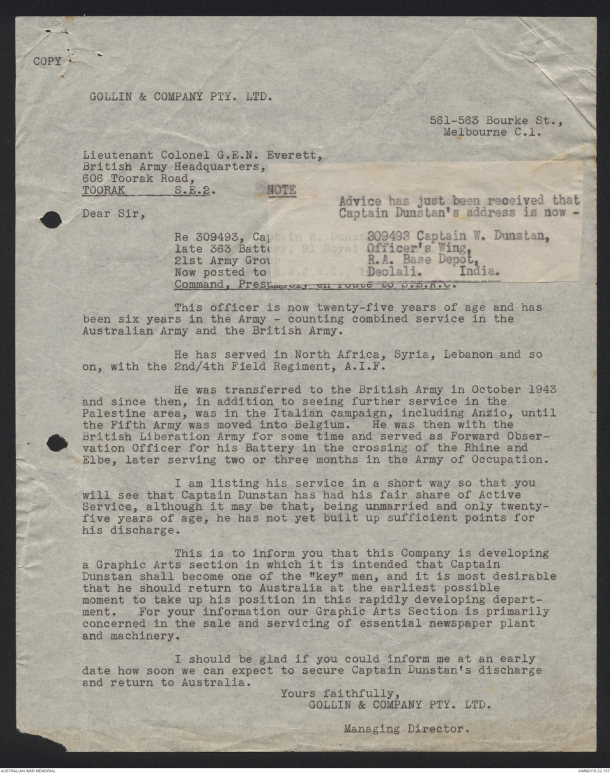 COPY
GOLLIN & COMPANY PTY. LTD.
561-563 Bourke St.,
Melbourne C.1.
Lieutenant Colonel G.E.N. Everett,
British Army Headquarters,
606 Toorak Road,
TOORAK S.E.2.
Dear Sir,
NOTE
Advice has just been received that
Captain Dunstan's address is now -
309493 Captain W. Dunstan,
Officer's Wing,
R.A. Base Depot,
Deolali. India.
Re 309493, Captain W. Dunstan
late 363 Battery, 91 Royal
21st Army Group
Now posted to
Command, Presumably en route to S.E.A.C.
This officer is now twenty-five years of age and has
been six years in the Army - counting combined service in the
Australian Army and the British Army.
He has served in North Africa, Syria, Lebanon and so
on, with the 2nd/4th Field Regiment, A.I.F.
He was transferred to the British Army in October 1943
and since then, in addition to seeing further service in the
Palestine area, was in the Italian campaign, including Anzio, until
the Fifth Army was moved into Belgium. He was then with the
British Liberation Army for some time and served as Forward Obser-
vation Officer for his Battery in the crossing of the Rhine and
Elbe, later serving two or three months in the Army of Occupation.
I am listing his service in a short way so that you
will see that Captain Dunstan has had his fair share of Active
Service, although it may be that, being unmarried and only twenty-
five years of age, he has not yet built up sufficient points for
his discharge.
This is to inform you that this Company is developing
a Graphic Arts section in which it is intended that Captain
Dunstan shall become one of the "key" men, and it is most desirable
that he should return to Australia at the earliest possible
moment to take up his position in this rapidly developing depart-
ment. For your information our Graphic Arts Section is primarily
concerned in the sale and servicing of essential newspaper plant
and machinery.
I should be glad if you could inform me at an early
date how soon we can expect to secure Captain Dunstan's discharge
and return to Australia.
Yours faithfully,
GOLLIN & COMPANY PTY. LTD.
Managing Director.
AUSTRALIAN WAR MEMORIAL